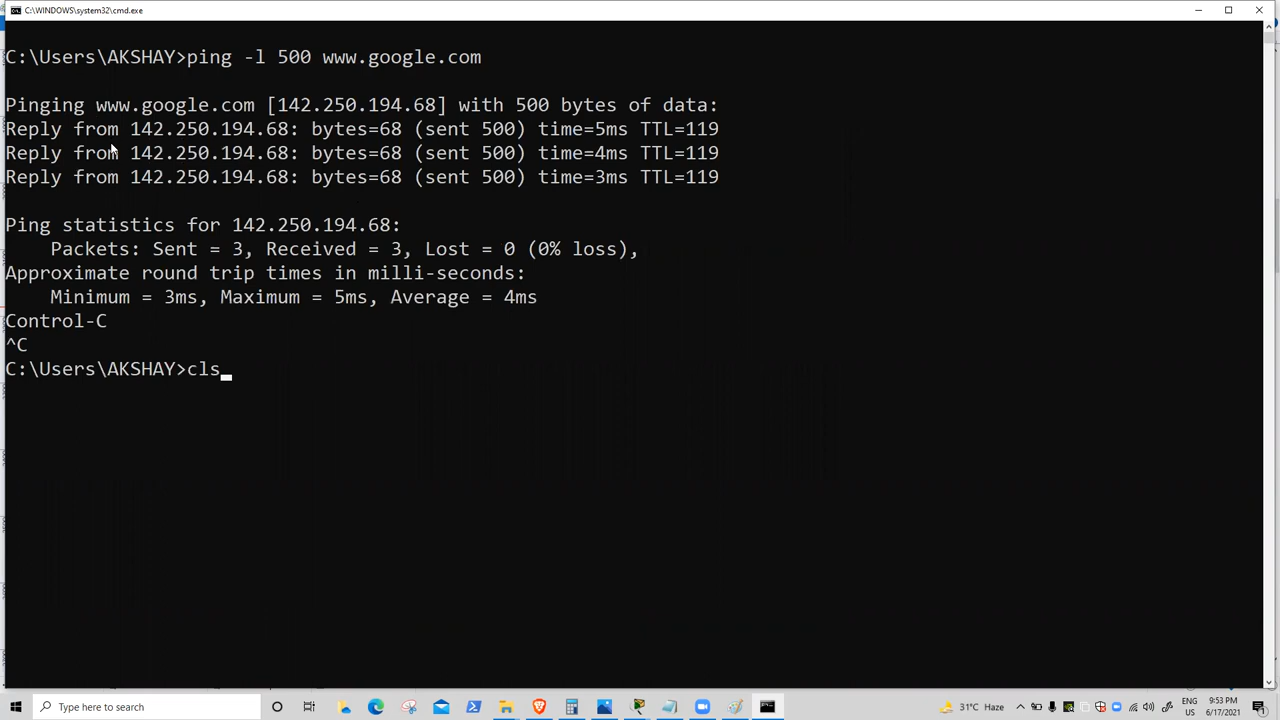 C:\WINDOWS\system32\cmd.exe
C:\Users\AKSHAY>ping -l 500 www.google.com
Pinging www.google.com [142.250.194.68] with 500 bytes of data:
Reply from 142.250.194.68: bytes=68 (sent 500) time=5ms TTL=119
Reply from 142.250.194.68: bytes=68 (sent 500) time=4ms TTL=119
Reply from 142.250.194.68: bytes=68 (sent 500) time=3ms TTL=119
Ping statistics for 142.250.194.68:
    Packets: Sent = 3, Received = 3, Lost = 0 (0% loss),
Approximate round trip times in milli-seconds:
    Minimum = 3ms, Maximum = 5ms, Average = 4ms
Control-C
^C
C:\Users\AKSHAY>cls_
Type here to search
31°C Haze
ENG
US
9:53 PM
6/17/2021
1